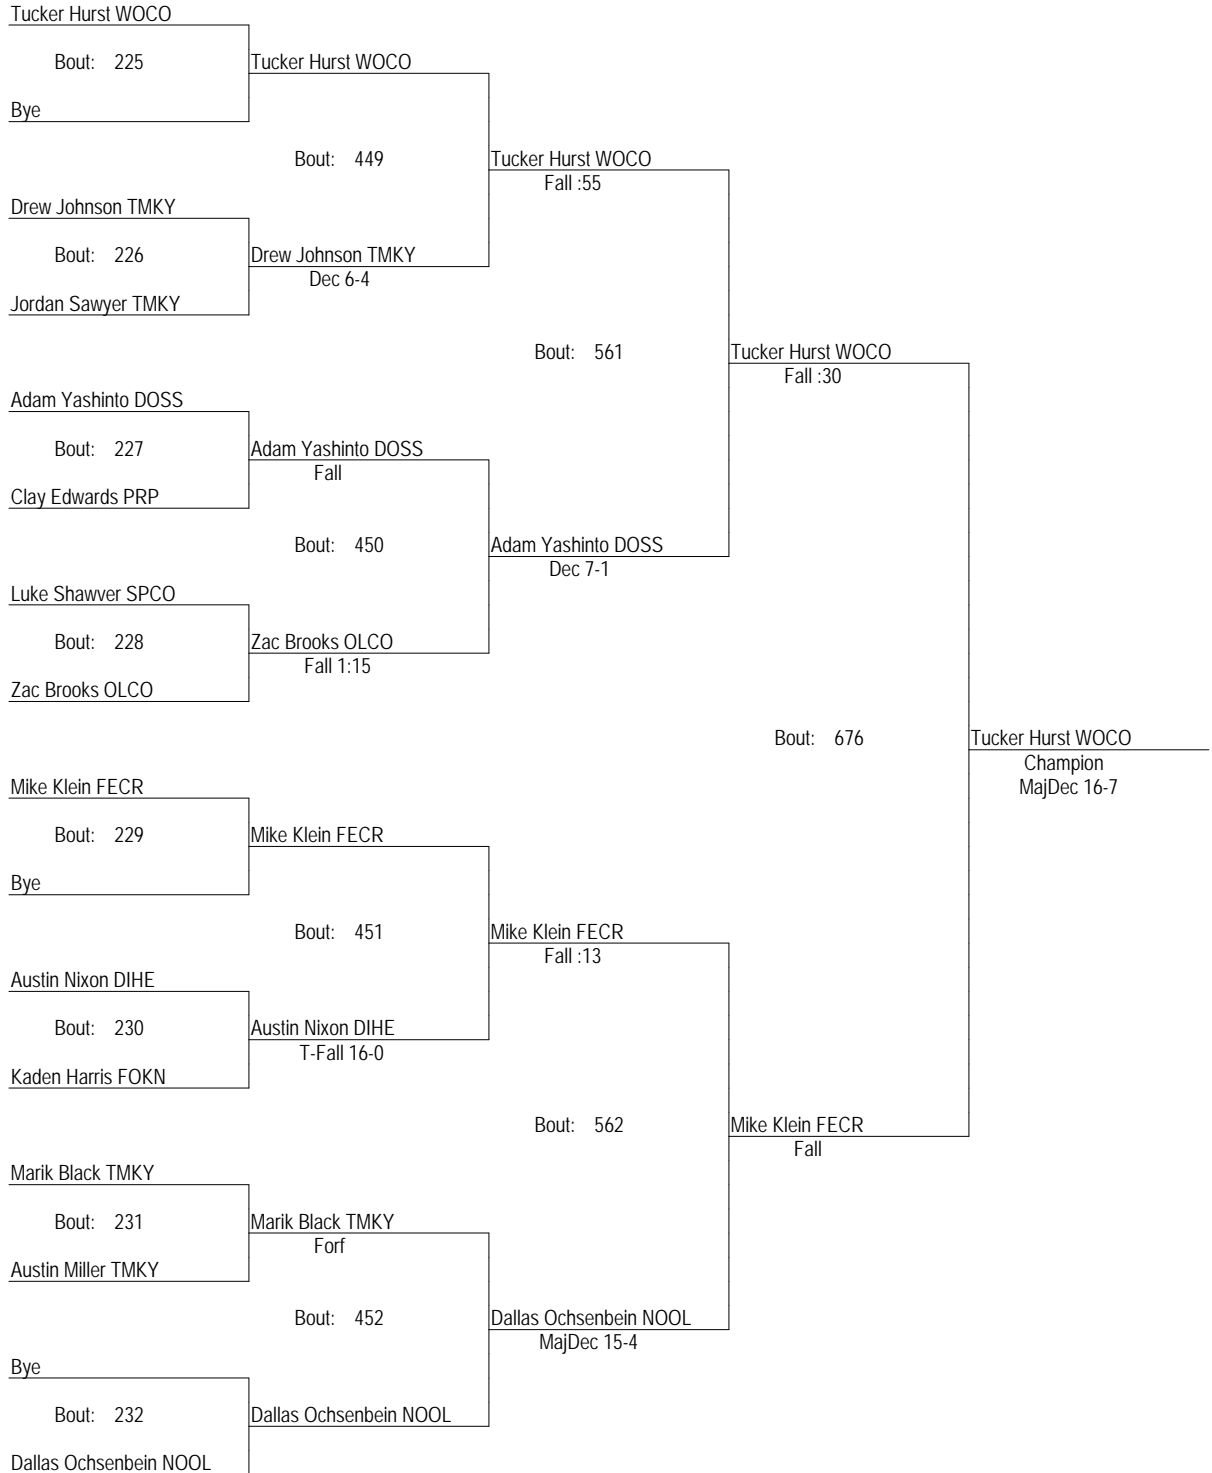 Tucker Hurst WOCO
Bout: 225
Tucker Hurst WOCO
Bye
Bout: 449
Tucker Hurst WOCO
Fall :55
Drew Johnson TMKY
Bout: 226
Drew Johnson TMKY
Dec 6-4
Jordan Sawyer TMKY
Bout: 561
Tucker Hurst WOCO
Fall :30
Adam Yashinto DOSS
Bout: 227
Adam Yashinto DOSS
Fall
Clay Edwards PRP
Bout: 450
Adam Yashinto DOSS
Dec 7-1
Luke Shawver SPCO
Bout: 228
Zac Brooks OLCO
Fall 1:15
Zac Brooks OLCO
Bout: 676
Tucker Hurst WOCO
Champion
MajDec 16-7
Mike Klein FECR
Bout: 229
Mike Klein FECR
Bye
Bout: 451
Mike Klein FECR
Fall :13
Austin Nixon DIHE
Bout: 230
Austin Nixon DIHE
T-Fall 16-0
Kaden Harris FOKN
Bout: 562
Mike Klein FECR
Fall
Marik Black TMKY
Bout: 231
Marik Black TMKY
Forf
Austin Miller TMKY
Bout: 452
Dallas Ochsenbein NOOL
MajDec 15-4
Bye
Bout: 232
Dallas Ochsenbein NOOL
Dallas Ochsenbein NOOL